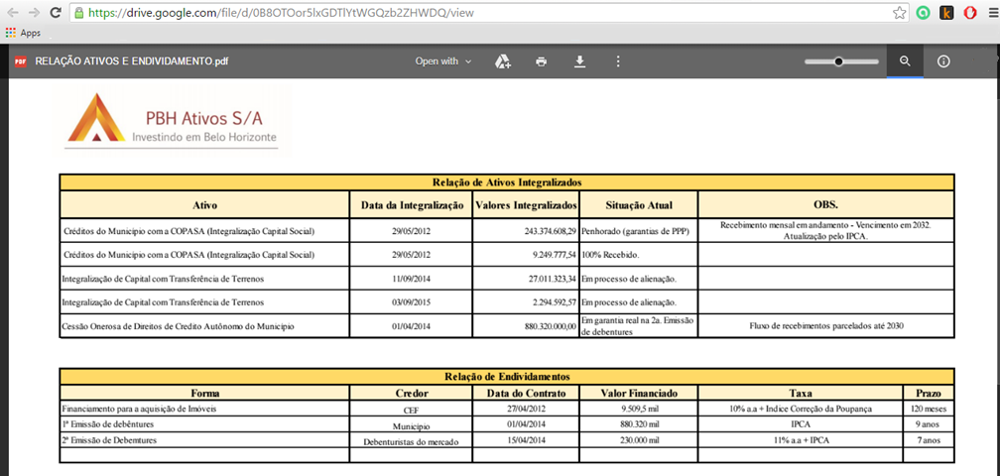 https://drive.google.com/file/d/0B8OTOor5lxGDTlYtWGQzb2ZHWDQ/view
Apps
PDF RELAÇÃO ATIVOS E ENDIVIDAMENTO.pdf Open with
PBH Ativos S/A
Investindo em Belo Horizonte
Relação de Ativos Integralizados
Ativo Data da Integralização Valores Integralizados Situação Atual OBS.
Créditos do Município com a COPASA (Integralização Capital Social) 29/05/2012 243.374.608,29 Penhorado (garantias de PPP) Recebimento mensal em andamento - Vencimento em 2032.
Atualização pelo IPCA.
Créditos do Município com a COPASA (Integralização Capital Social) 29/05/2012 9.249.777,54 100% Recebido.
Integralização de Capital com Transferência de Terrenos 11/09/2014 27.011.323,34 Em processo de alienação.
Integralização de Capital com Transferência de Terrenos 03/09/2015 2.294.592,57 Em processo de alienação.
Cessão Onerosa de Direitos de Credito Autônomo do Município 01/04/2014 880.320.000,00 Em garantia real na 2a. Emissão Fluxo de recebimentos parcelados até 2030
de debentures
Relação de Endividamentos
Forma Credor Data do Contrato Valor Financiado Taxa Prazo
Financiamento para a aquisição de Imóveis CEF 27/04/2012 9.509,5 mil 10% a.a + Indice Correção da Poupança 120 meses
1ª Emissão de debêntures Município 01/04/2014 880.320 mil IPCA 9 anos
2ª Emissão de Debemtures Debenturistas do mercado 15/04/2014 230.000 mil 11% a.a + IPCA 7 anos